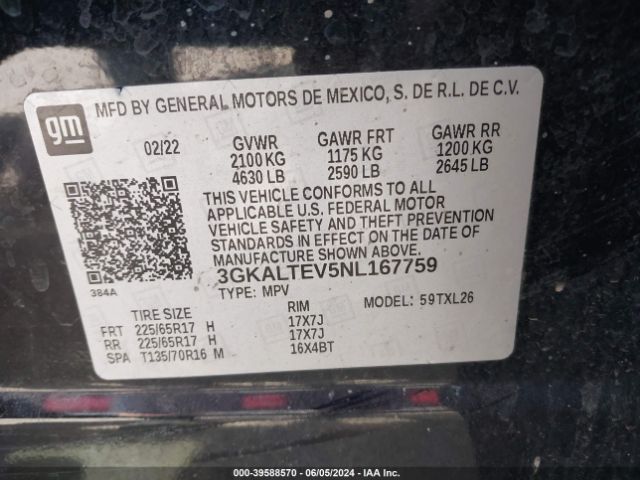 gm
MFD BY GENERAL MOTORS DE MEXICO, S. DE R.L. DE C.V.
02/22 GVWR GAWR FRT GAWR RR
2100 KG 1175 KG 1200 KG
4630 LB 2590 LB 2645 LB
THIS VEHICLE CONFORMS TO ALL
APPLICABLE U.S. FEDERAL MOTOR
VEHICLE SAFETY AND THEFT PREVENTION
STANDARDS IN EFFECT ON THE DATE OF
MANUFACTURE SHOWN ABOVE.
384A
3GKALTEV5NL167759
TYPE: MPV MODEL: 59TXL26
TIRE SIZE RIM
FRT 225/65R17 H 17X7J
RR 225/65R17 H 17X7J
SPA T135/70R16 M 16X4BT
000-39588570 - 06/05/2024 - IAA Inc.